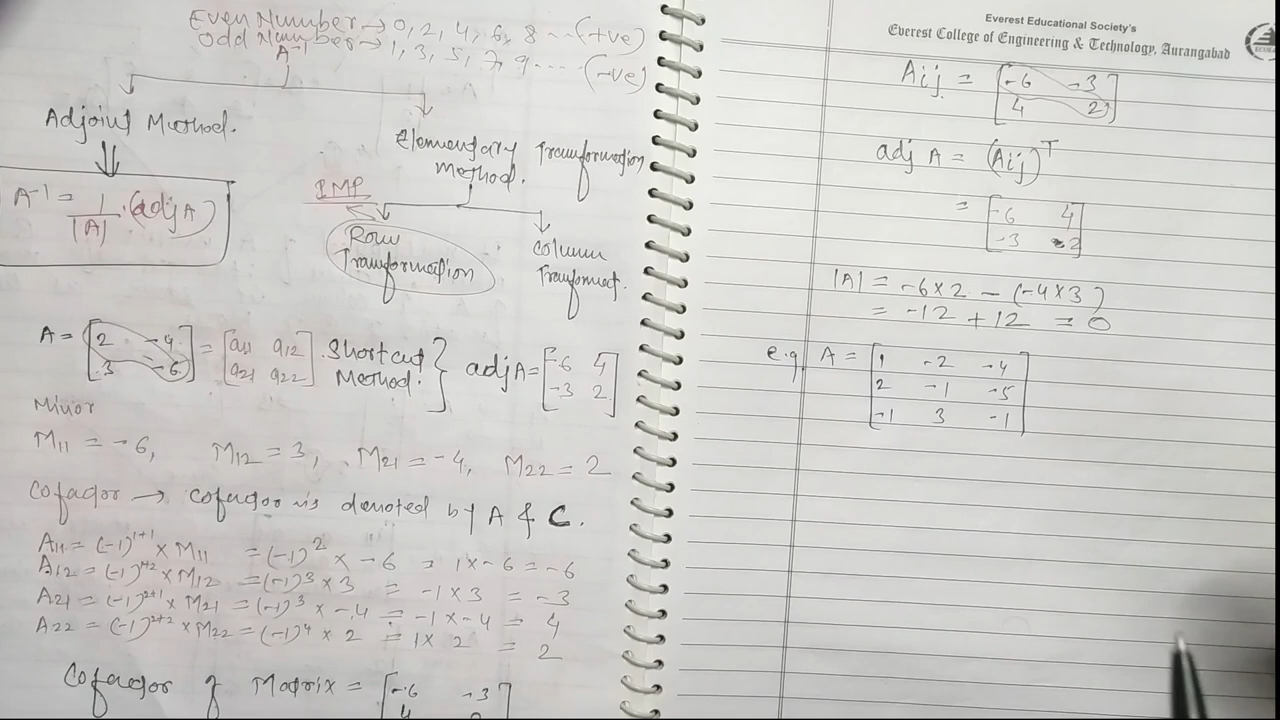 Even Number → 0, 2, 4, 6, 8 ... (+ve)
Odd Number → 1, 3, 5, 7, 9 .... (-ve)
A⁻¹
Adjoint Method.
Elementary Transformation
Method.
A⁻¹ = 1/|A| . (adj A)
IMP
Row
Transformation
Column
Transformat.
A = [2 -4; 3 -6] = [a11 a12; a21 a22] . Shortcut Method. } adj A = [-6 4; -3 2]
Minor
M11 = -6, M12 = 3, M21 = -4, M22 = 2
Cofactor → cofactor is denoted by A & C.
A11 = (-1)¹⁺¹ × M11 = (-1)² × -6 = 1 × -6 = -6
A12 = (-1)¹⁺² × M12 = (-1)³ × 3 = -1 × 3 = -3
A21 = (-1)²⁺¹ × M21 = (-1)³ × -4 = -1 × -4 = 4
A22 = (-1)²⁺² × M22 = (-1)⁴ × 2 = 1 × 2 = 2
Cofactor of Matrix = [-6 -3; 4 2]
Everest Educational Society's
Everest College of Engineering & Technology, Aurangabad
Aij = [-6 -3; 4 2]
adj A = (Aij)ᵀ
= [-6 4; -3 2]
|A| = -6×2 - (-4×3)
= -12 + 12 = 0
e.g. A = [1 -2 -4; 2 -1 -5; -1 3 -1]